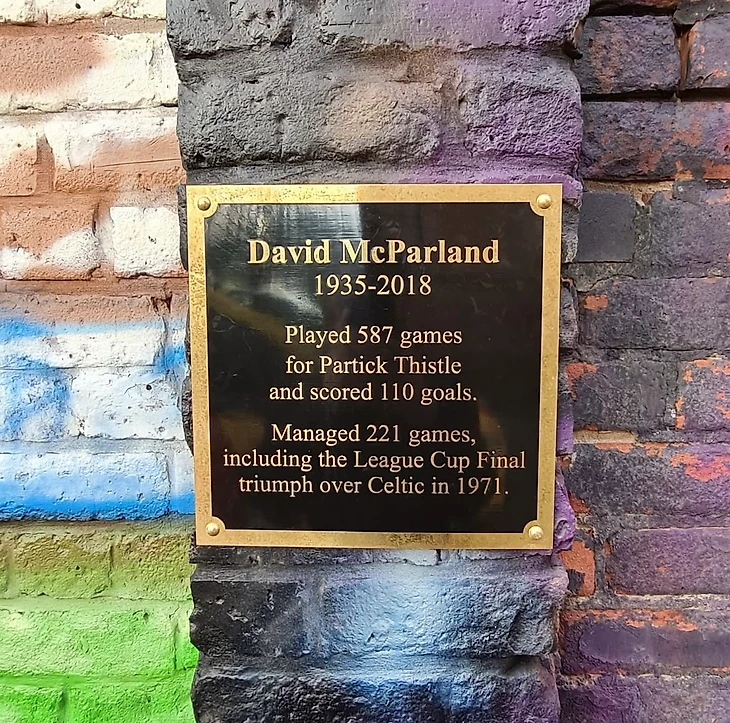 David McParland
1935-2018
Played 587 games
for Partick Thistle
and scored 110 goals.
Managed 221 games,
including the League Cup Final
triumph over Celtic in 1971.